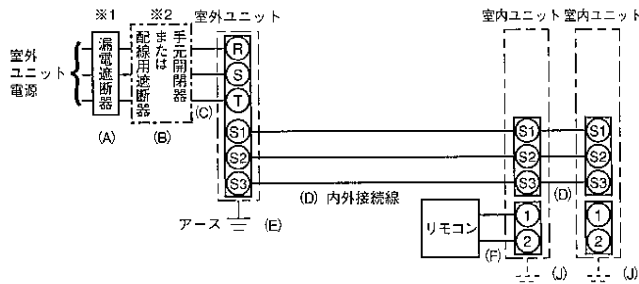 ※1
※2
室外ユニット
室内ユニット
室内ユニット
室外
ユニット
電源
漏電遮断器
手元開閉器
または
配線用遮断器
(A)
(B)
(C)
R
S
T
S1
S2
S3
S1
S2
S3
S1
S2
S3
(D) 内外接続線
(D)
アース
(E)
リモコン
(F)
1
2
1
2
(J)
(J)